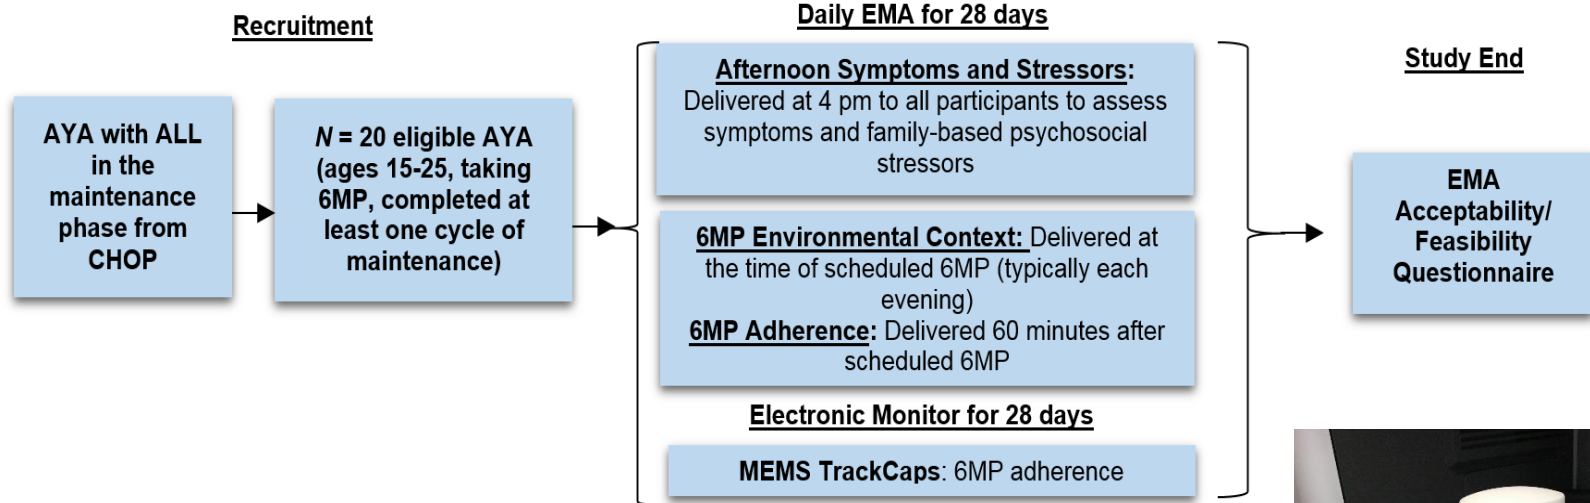 Recruitment
AYA with ALL
in the
maintenance
phase from
CHOP
N = 20 eligible AYA
(ages 15-25, taking
6MP, completed at
least one cycle of
maintenance)
Daily EMA for 28 days
Afternoon Symptoms and Stressors:
Delivered at 4 pm to all participants to assess
symptoms and family-based psychosocial
stressors
6MP Environmental Context: Delivered at
the time of scheduled 6MP (typically each
evening)
6MP Adherence: Delivered 60 minutes after
scheduled 6MP
Electronic Monitor for 28 days
MEMS TrackCaps: 6MP adherence
Study End
EMA
Acceptability/
Feasibility
Questionnaire